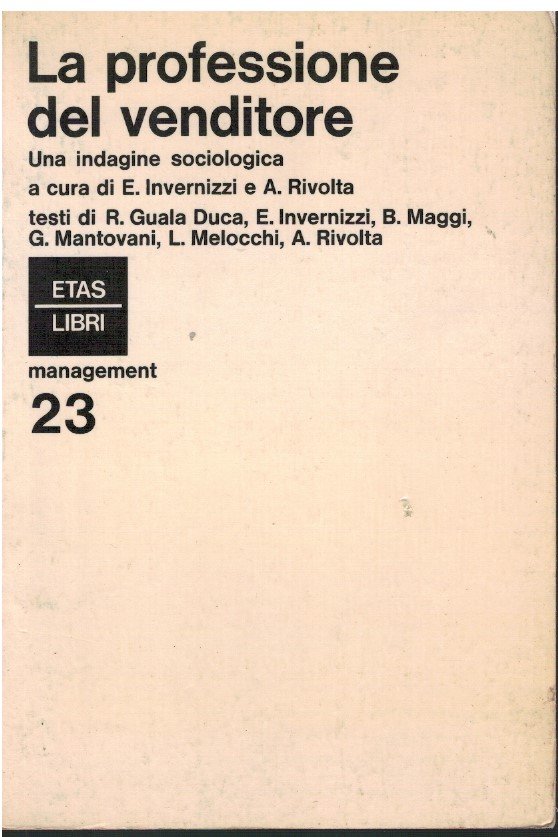 La professione
del venditore
Una indagine sociologica
a cura di E. Invernizzi e A. Rivolta
testi di R. Guala Duca, E. Invernizzi, B. Maggi,
G. Mantovani, L. Melocchi, A. Rivolta
ETAS
LIBRI
management
23